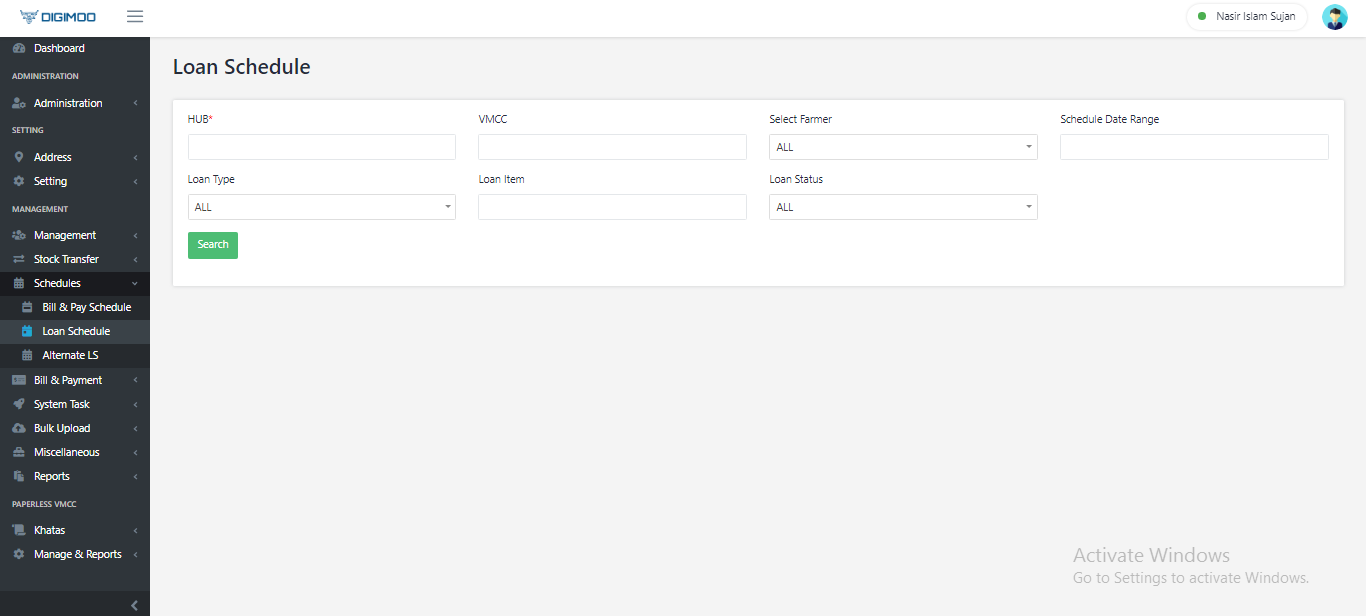 DIGIMOO
Nasir Islam Sujan
Dashboard
ADMINISTRATION
Administration
SETTING
Address
Setting
MANAGEMENT
Management
Stock Transfer
Schedules
Bill & Pay Schedule
Loan Schedule
Alternate LS
Bill & Payment
System Task
Bulk Upload
Miscellaneous
Reports
PAPERLESS VMCC
Khatas
Manage & Reports
Loan Schedule
HUB* VMCC Select Farmer Schedule Date Range
ALL
Loan Type Loan Item Loan Status
ALL ALL
Search
Activate Windows
Go to Settings to activate Windows.